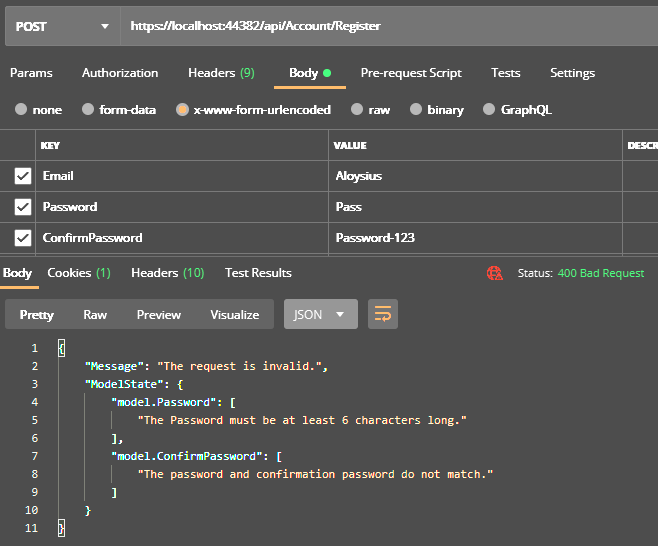 POST https://localhost:44382/api/Account/Register
Params Authorization Headers (9) Body Pre-request Script Tests Settings
none form-data x-www-form-urlencoded raw binary GraphQL
KEY VALUE DESCR
Email Aloysius
Password Pass
ConfirmPassword Password-123
Body Cookies (1) Headers (10) Test Results Status: 400 Bad Request
Pretty Raw Preview Visualize JSON
1 {
2 "Message": "The request is invalid.",
3 "ModelState": {
4 "model.Password": [
5 "The Password must be at least 6 characters long."
6 ],
7 "model.ConfirmPassword": [
8 "The password and confirmation password do not match."
9 ]
10 }
11 }